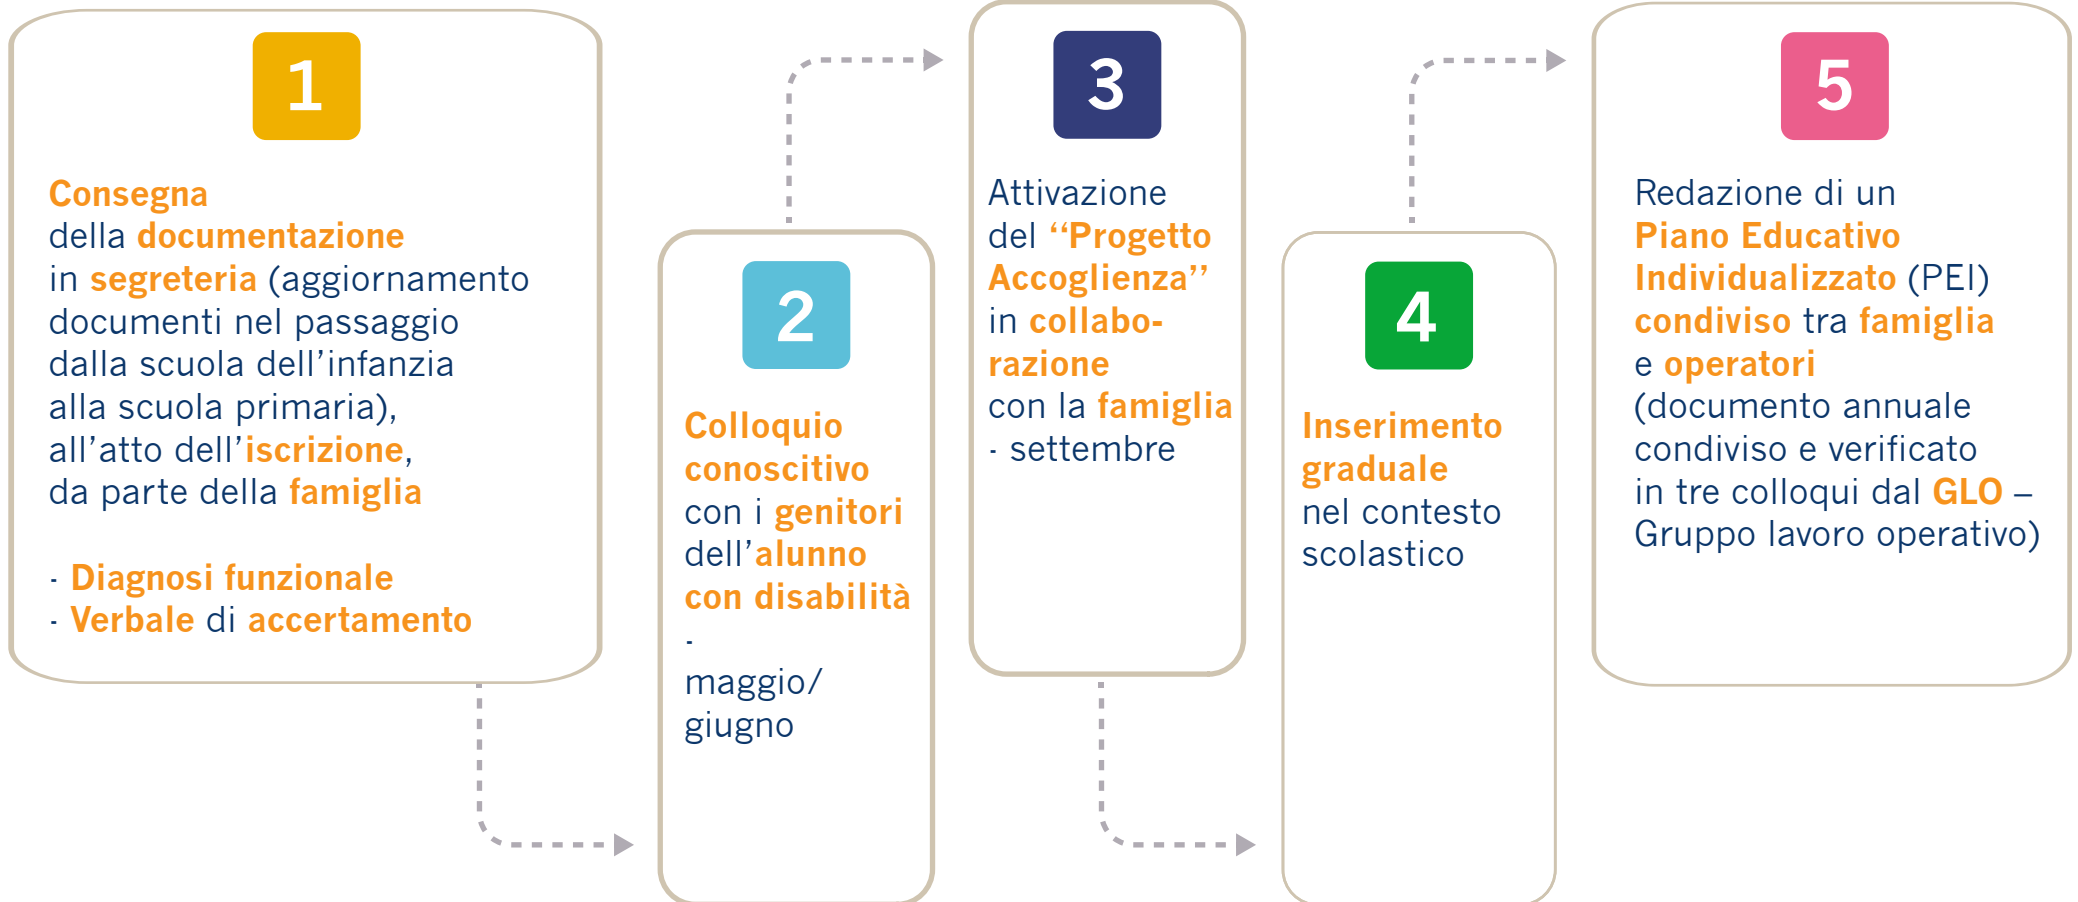 1
Consegna
della documentazione
in segreteria (aggiornamento
documenti nel passaggio
dalla scuola dell’infanzia
alla scuola primaria),
all’atto dell’iscrizione,
da parte della famiglia
- Diagnosi funzionale
- Verbale di accertamento
2
Colloquio
conoscitivo
con i genitori
dell’alunno
con disabilità
-
maggio/
giugno
3
Attivazione
del “Progetto
Accoglienza”
in collabo-
razione
con la famiglia
- settembre
4
Inserimento
graduale
nel contesto
scolastico
5
Redazione di un
Piano Educativo
Individualizzato (PEI)
condiviso tra famiglia
e operatori
(documento annuale
condiviso e verificato
in tre colloqui dal GLO –
Gruppo lavoro operativo)